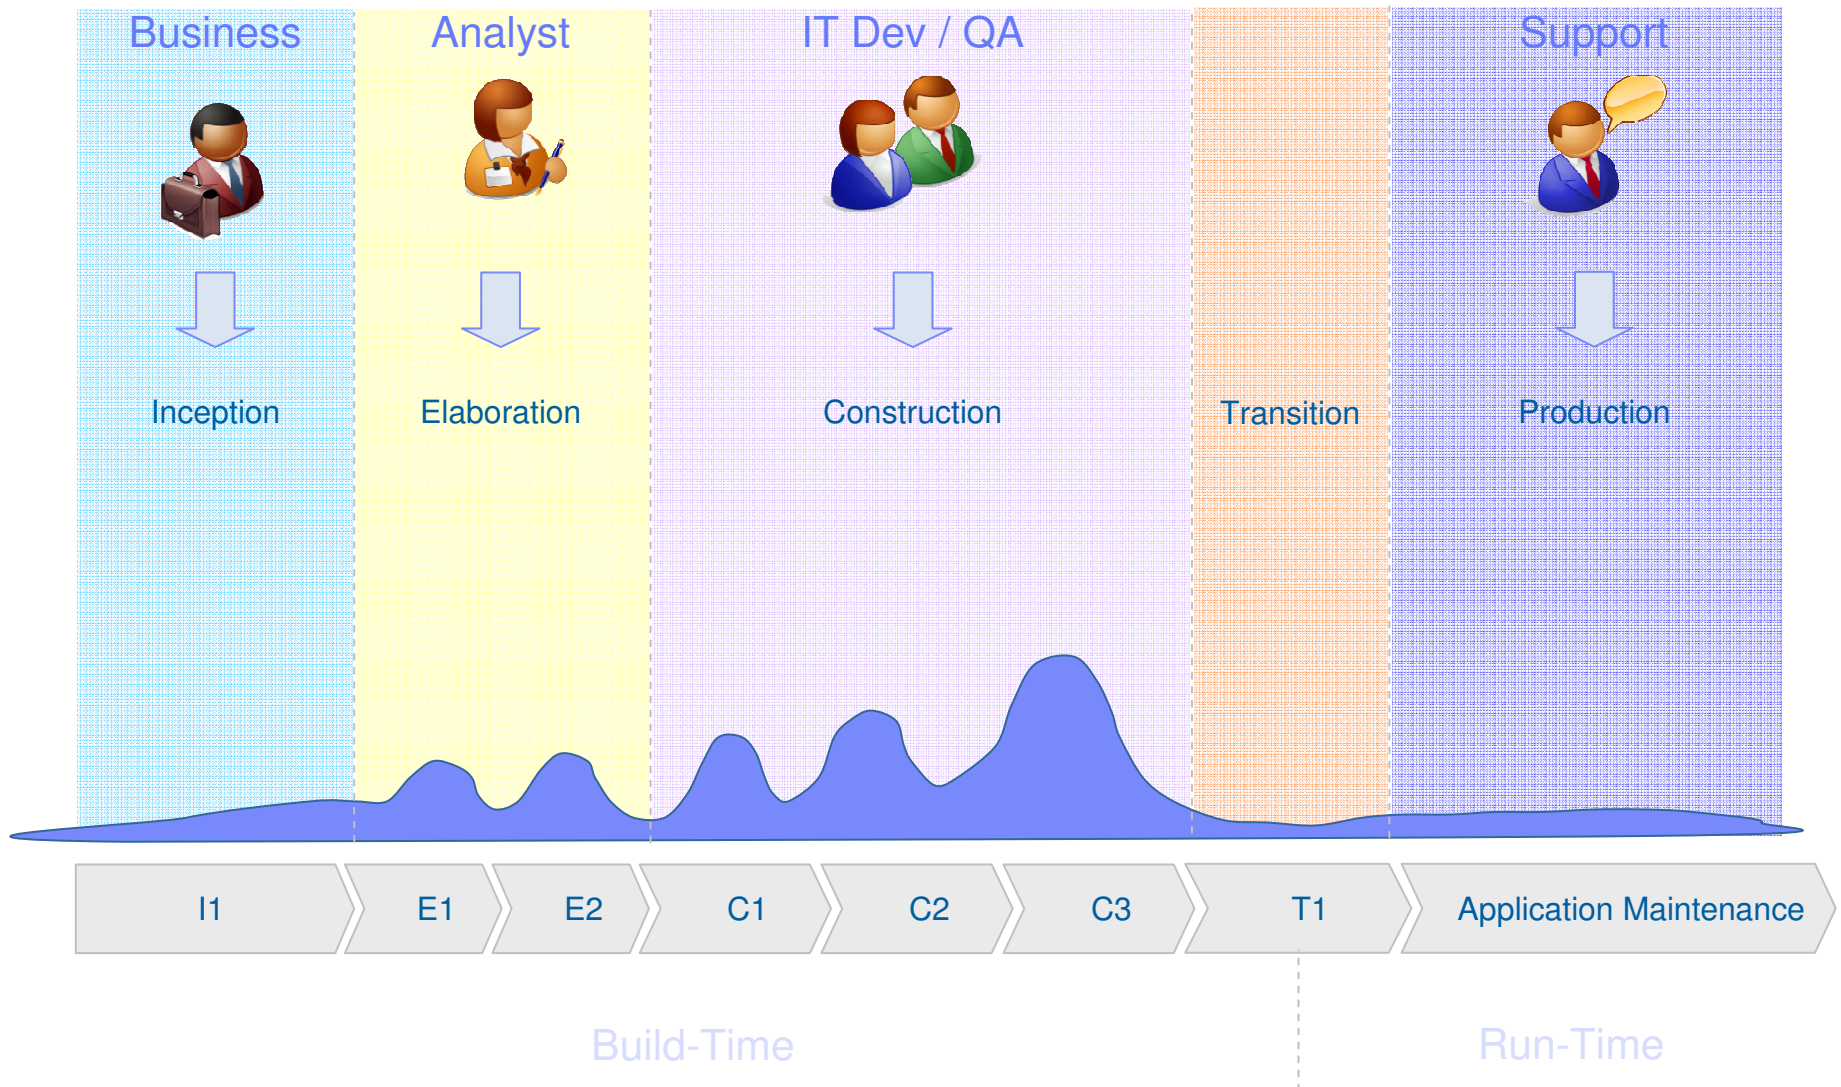 Business Analyst IT Dev / QA Support
Inception Elaboration Construction Transition Production
I1 E1 E2 C1 C2 C3 T1 Application Maintenance
Build-Time Run-Time